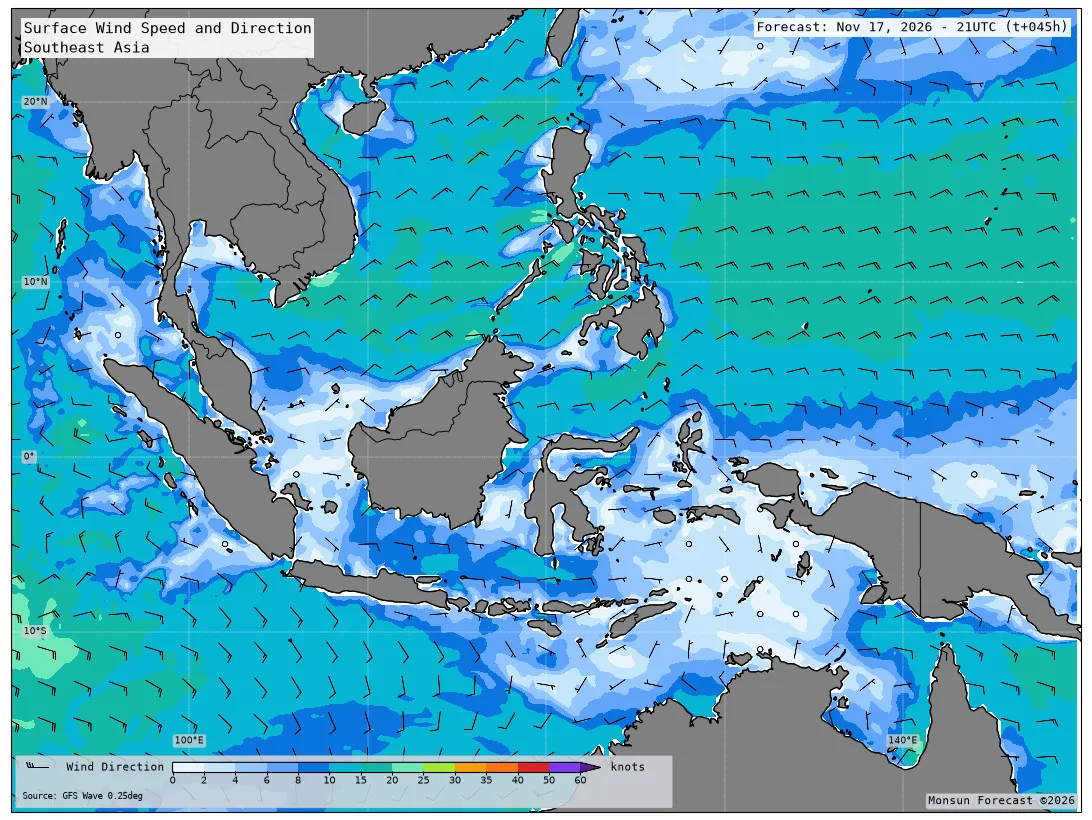 Surface Wind Speed and Direction
Southeast Asia
Forecast: Nov 17, 2026 - 21UTC (t+045h)
20°N
10°N
0°
10°S
100°E
140°E
Wind Direction
0 2 4 6 8 10 15 20 25 30 35 40 50 60
knots
Source: GFS Wave 0.25deg
Monsun Forecast ©2026